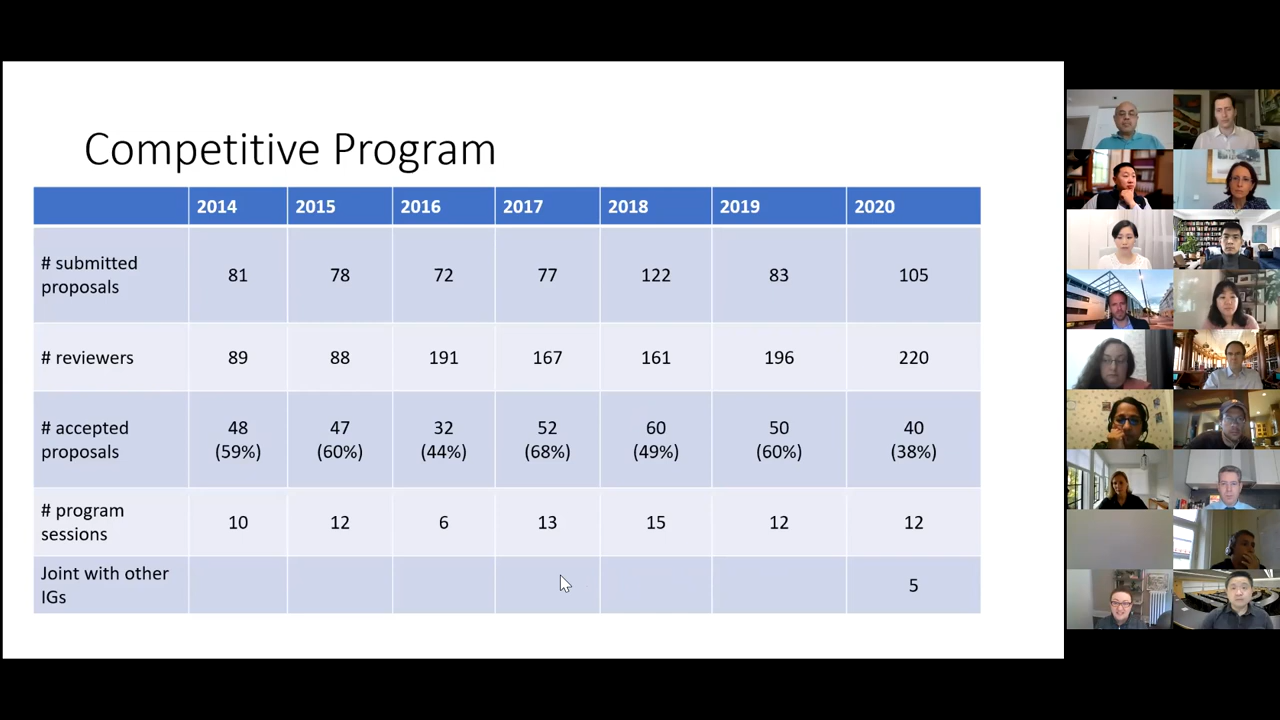 Competitive Program
2014 2015 2016 2017 2018 2019 2020
# submitted
proposals
81 78 72 77 122 83 105
# reviewers 89 88 191 167 161 196 220
# accepted
proposals
48 47 32 52 60 50 40
(59%) (60%) (44%) (68%) (49%) (60%) (38%)
# program
sessions
10 12 6 13 15 12 12
Joint with other
IGs
5